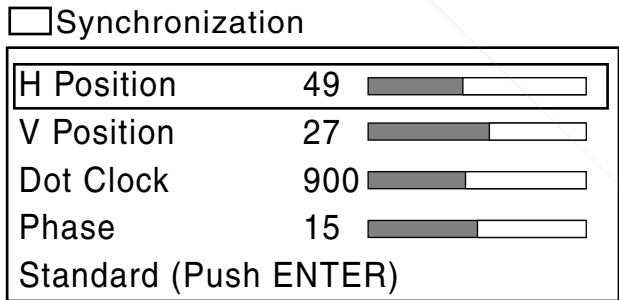 Synchronization
H Position 49
V Position 27
Dot Clock 900
Phase 15
Standard (Push ENTER)